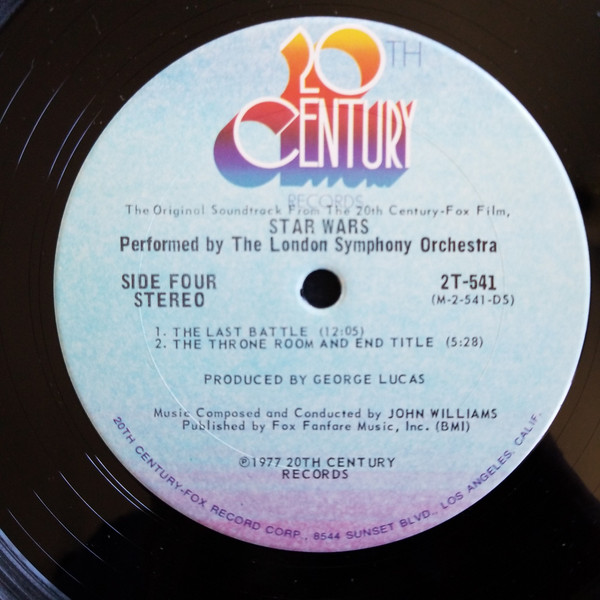 20TH
CENTURY
RECORDS
The Original Soundtrack From The 20th Century-Fox Film,
STAR WARS
Performed by The London Symphony Orchestra
SIDE FOUR
STEREO
2T-541
(M-2-541-DS)
1. THE LAST BATTLE (12:05)
2. THE THRONE ROOM AND END TITLE (5:28)
PRODUCED BY GEORGE LUCAS
Music Composed and Conducted by JOHN WILLIAMS
Published by Fox Fanfare Music, Inc. (BMI)
℗1977 20TH CENTURY
RECORDS
20TH CENTURY-FOX RECORD CORP., 8544 SUNSET BLVD., LOS ANGELES, CALIF.